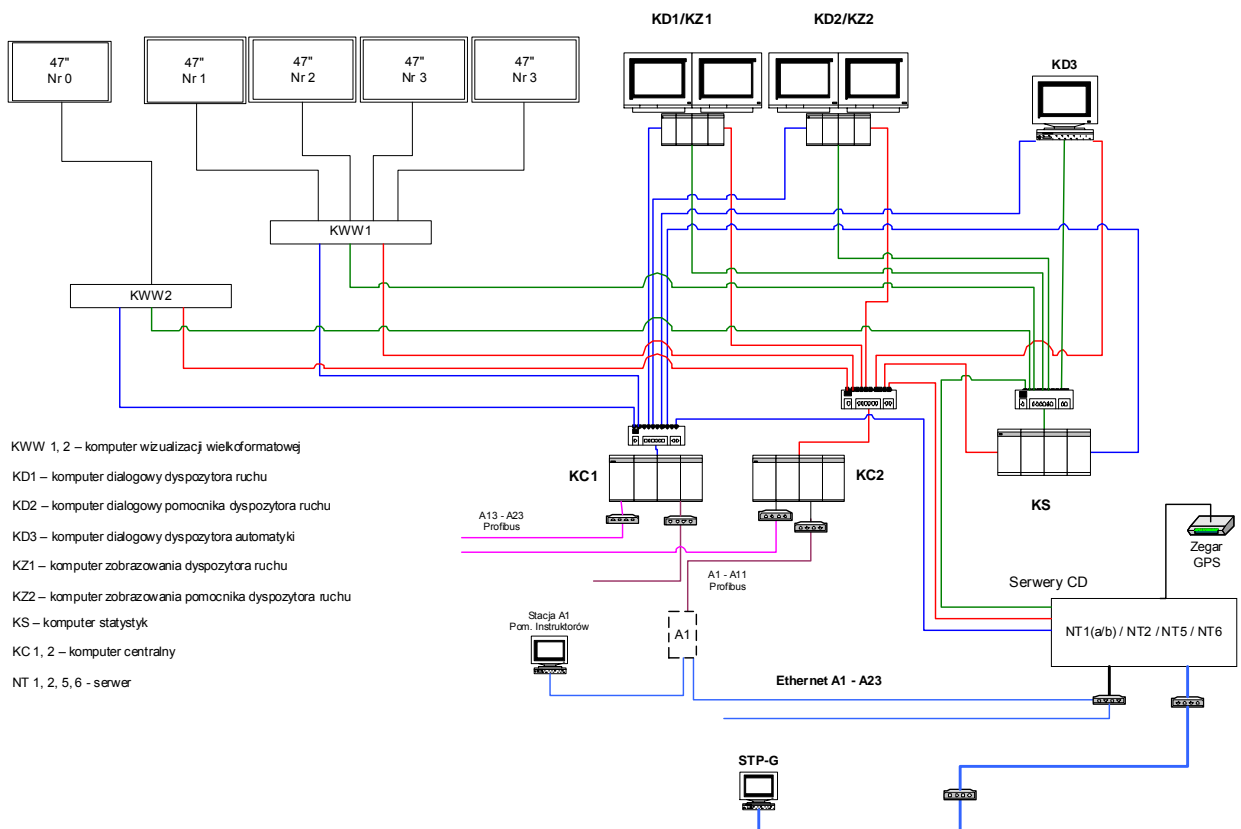 KD1/KZ1
KD2/KZ2
KD3
47"
Nr 0
47"
Nr 1
47"
Nr 2
47"
Nr 3
47"
Nr 3
KWW1
KWW2
KWW 1, 2 – komputer wizualizacji wielkoformatowej
KD1 – komputer dialogowy dyspozytora ruchu
KD2 – komputer dialogowy pomocnika dyspozytora ruchu
KD3 – komputer dialogowy dyspozytora automatyki
KZ1 – komputer zobrazowania dyspozytora ruchu
KZ2 – komputer zobrazowania pomocnika dyspozytora ruchu
KS – komputer statystyk
KC 1, 2 – komputer centralny
NT 1, 2, 5, 6 - serwer
KC1
KC2
KS
A13 - A23
Profibus
A1 - A11
Profibus
Zegar
GPS
Serwery CD
NT1(a/b) / NT2 / NT5 / NT6
Stacja A1
Pom. Instruktorów
A1
Ethernet A1 - A23
STP-G